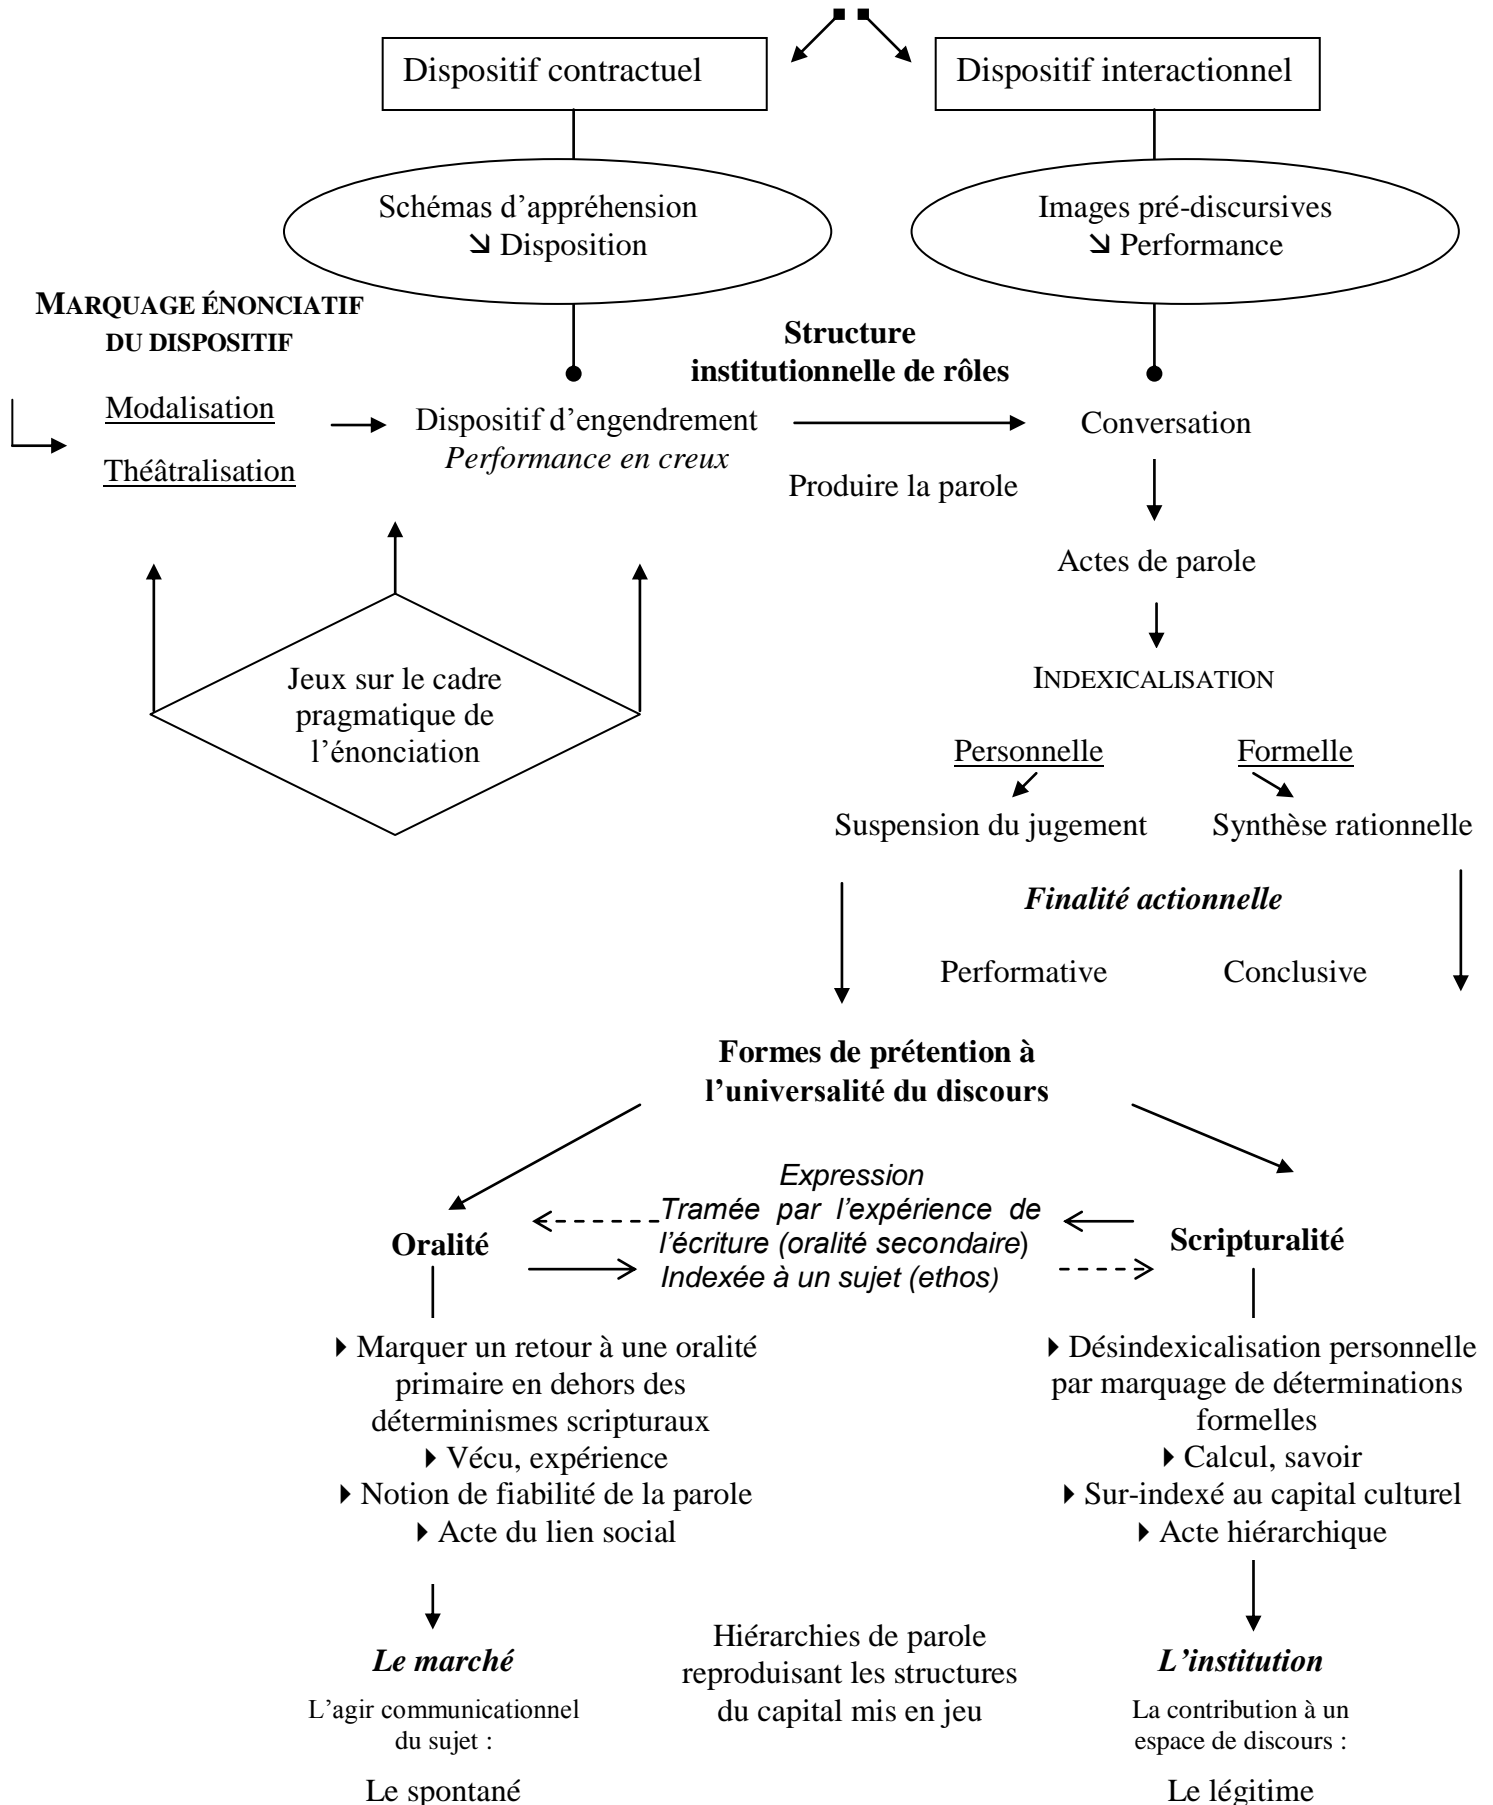 Dispositif contractuel
Dispositif interactionnel
Schémas d’appréhension
↘ Disposition
Images pré-discursives
↘ Performance
MARQUAGE ÉNONCIATIF
DU DISPOSITIF
Structure
institutionnelle de rôles
Modalisation
Théâtralisation
Dispositif d’engendrement
Performance en creux
Conversation
Produire la parole
Actes de parole
Jeux sur le cadre
pragmatique de
l’énonciation
INDEXICALISATION
Personnelle
Formelle
Suspension du jugement
Synthèse rationnelle
Finalité actionnelle
Performative
Conclusive
Formes de prétention à
l’universalité du discours
Oralité
Expression
Tramée par l’expérience de
l’écriture (oralité secondaire)
Indexée à un sujet (ethos)
Scripturalité
Marquer un retour à une oralité
primaire en dehors des
déterminismes scripturaux
Vécu, expérience
Notion de fiabilité de la parole
Acte du lien social
Désindexicalisation personnelle
par marquage de déterminations
formelles
Calcul, savoir
Sur-indexé au capital culturel
Acte hiérarchique
Le marché
L’agir communicationnel
du sujet :
Le spontané
Hiérarchies de parole
reproduisant les structures
du capital mis en jeu
L’institution
La contribution à un
espace de discours :
Le légitime